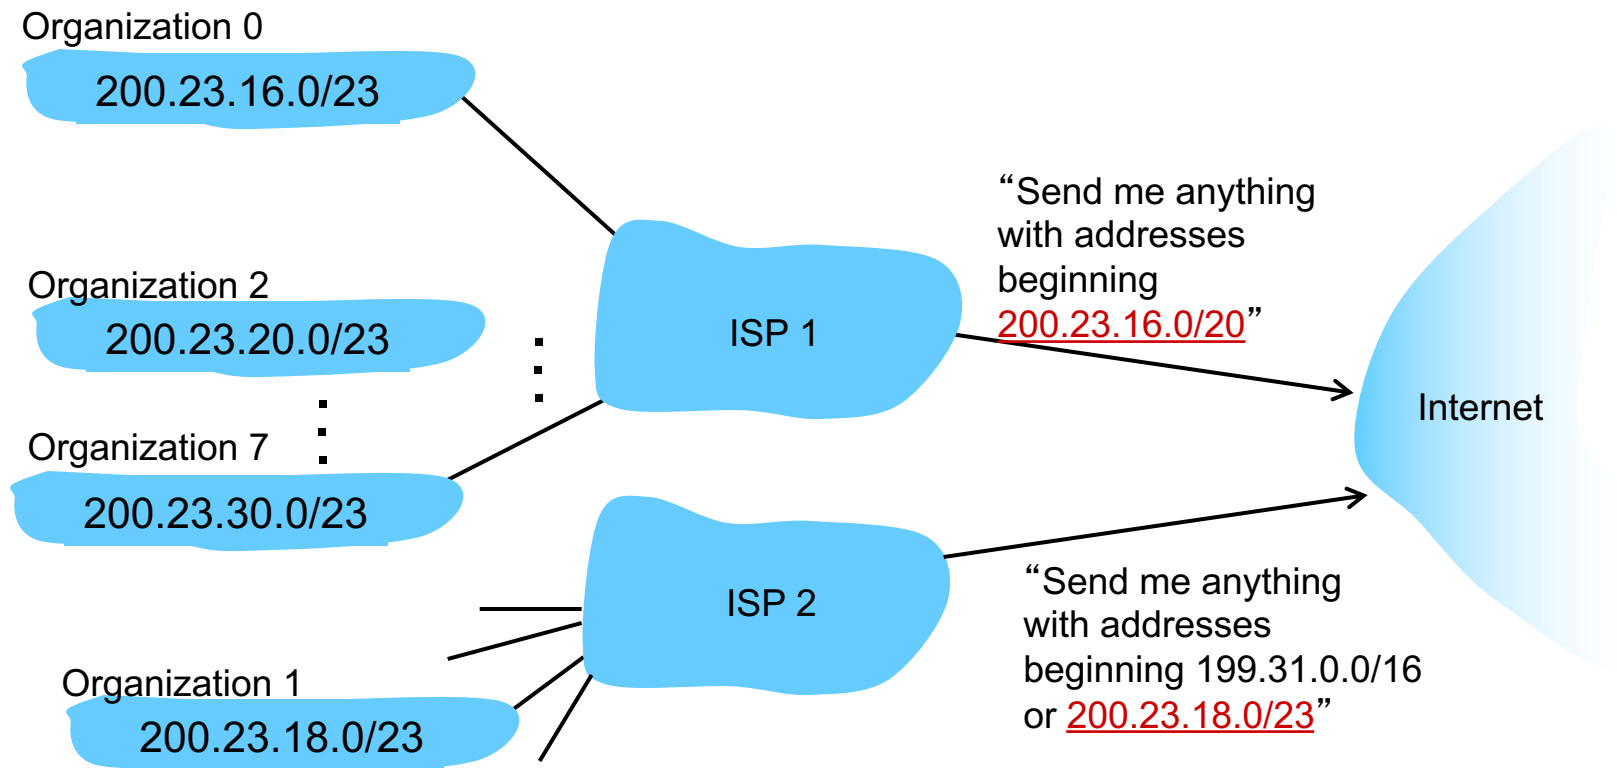 Organization 0
200.23.16.0/23
Organization 2
200.23.20.0/23
Organization 7
200.23.30.0/23
Organization 1
200.23.18.0/23
ISP 1
ISP 2
“Send me anything
with addresses
beginning
200.23.16.0/20”
“Send me anything
with addresses
beginning 199.31.0.0/16
or 200.23.18.0/23”
Internet